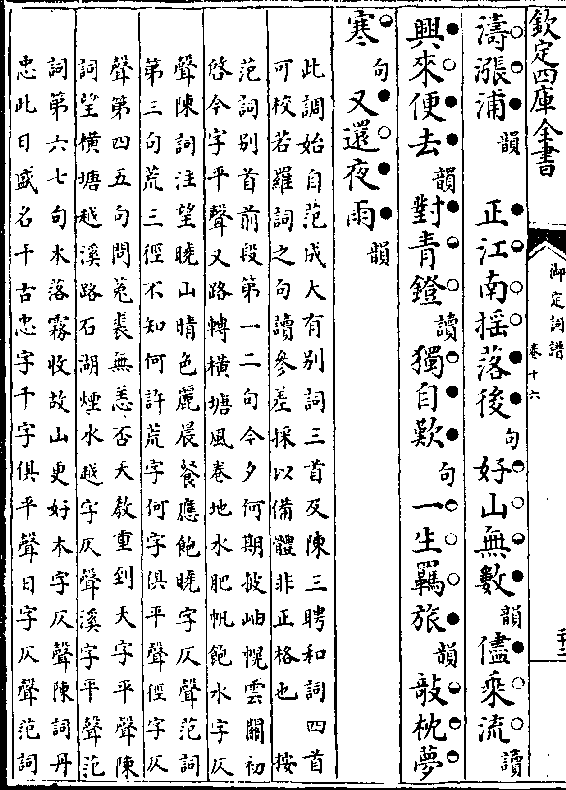 欽定四庫全書
御定詞譜
卷十六
濤漲浦韻正江南揺落後句好山無數韻儘乘流讀
興來便去韻對青鐙讀獨自歎句一生羈旅韻敲枕夢
寒句又還夜雨韻
此調始自范成大有别詞三首及陳三聘和詞四首
可校若羅詞之句讀參差採以備體非正格也 按
范詞别首前段第一二句今夕何期披岫幌雲關初
啓今字平聲又路轉橫塘風卷地水肥帆飽水字仄
聲陳詞注望曉山晴色麗晨餐應飽曉字仄聲范詞
第三句荒三徑不知何許荒字何字俱平聲徑字仄
聲第四五句問菟裘無恙否天敎重到天字平聲陳
詞望橫塘越溪路石湖煙水越字仄聲溪字平聲范
詞第六七句木落霧收故山更好木字仄聲陳詞丹
忠此日盛名千古忠字千字俱平聲日字仄聲范詞